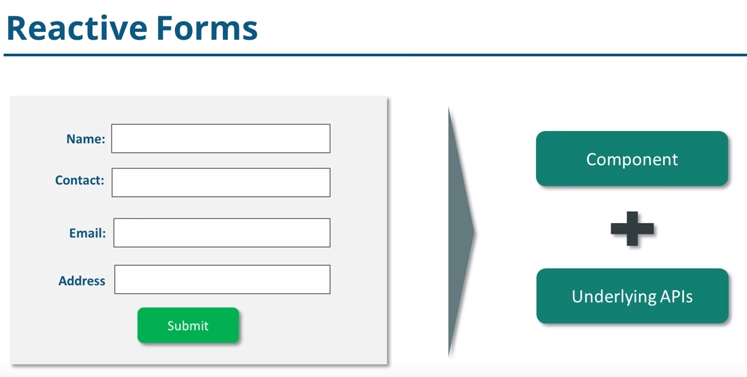 Reactive Forms
Name:
Contact:
Email:
Address
Submit
Component
Underlying APIs